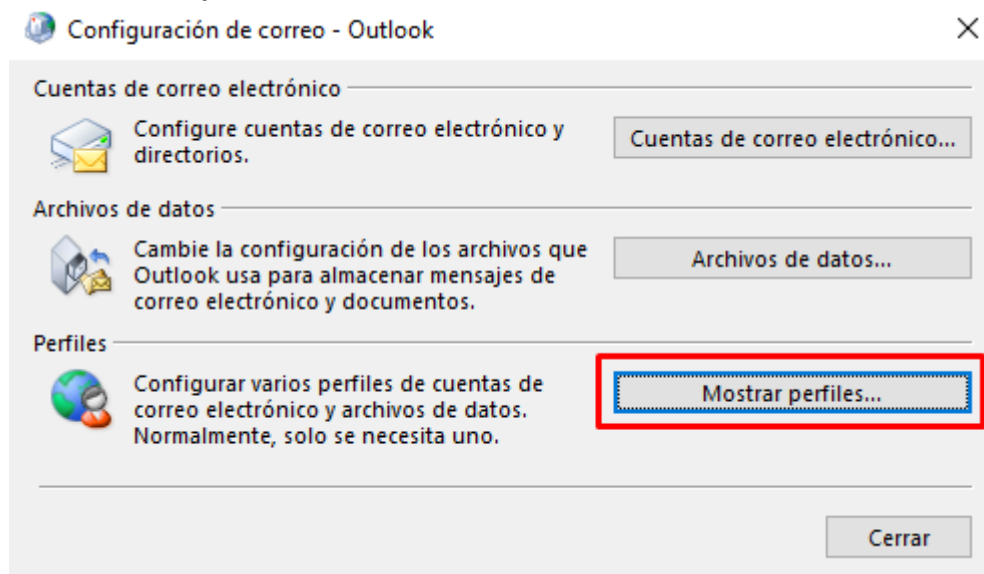 Configuración de correo - Outlook
Cuentas de correo electrónico
Configure cuentas de correo electrónico y
directorios.
Cuentas de correo electrónico...
Archivos de datos
Cambie la configuración de los archivos que
Outlook usa para almacenar mensajes de
correo electrónico y documentos.
Archivos de datos...
Perfiles
Configurar varios perfiles de cuentas de
correo electrónico y archivos de datos.
Normalmente, solo se necesita uno.
Mostrar perfiles...
Cerrar